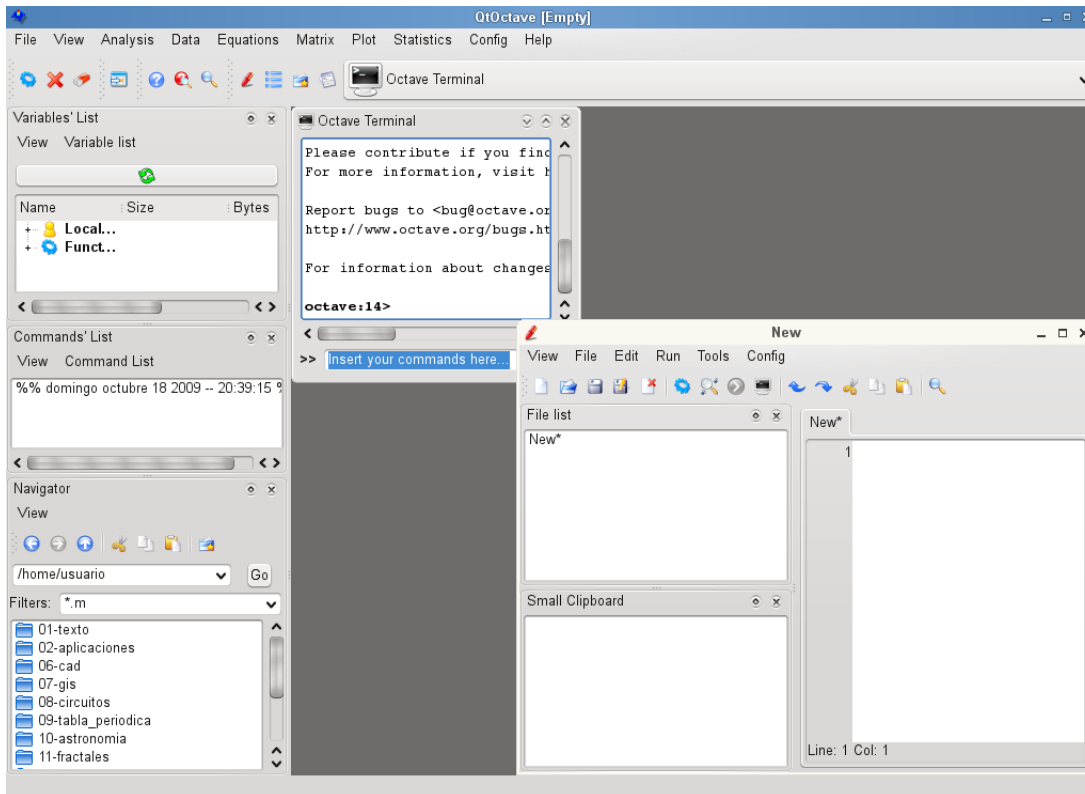 QtOctave [Empty]
File View Analysis Data Equations Matrix Plot Statistics Config Help
Octave Terminal
Variables' List
View Variable list
Name Size Bytes
Local...
Funct...
Commands' List
View Command List
%% domingo octubre 18 2009 -- 20:39:15 %
Navigator
View
/home/usuario Go
Filters: *.m
01-texto
02-aplicaciones
06-cad
07-gis
08-circuitos
09-tabla_periodica
10-astronomia
11-fractales
Octave Terminal
Please contribute if you find
For more information, visit h
Report bugs to <bug@octave.or
http://www.octave.org/bugs.ht
For information about changes
octave:14>
>> Insert your commands here...
New
View File Edit Run Tools Config
File list
New*
Small Clipboard
New*
1
Line: 1 Col: 1